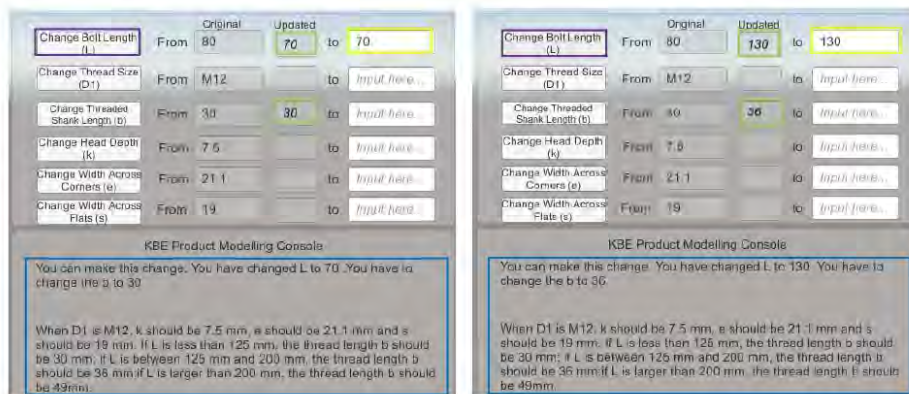 Original Updated
Change Bolt Length (L) From 80 70 to 70
Change Thread Size (D1) From M12 to Input here...
Change Threaded Shank Length (b) From 30 30 to Input here...
Change Head Depth (k) From 7.5 to Input here...
Change Width Across Corners (e) From 21.1 to Input here...
Change Width Across Flats (s) From 19 to Input here...
KBE Product Modelling Console
You can make this change. You have changed L to 70 .You have to
change the b to 30
When D1 is M12, k should be 7.5 mm, e should be 21.1 mm and s
should be 19 mm. If L is less than 125 mm, the thread length b should
be 30 mm; if L is between 125 mm and 200 mm, the thread length b
should be 36 mm if L is larger than 200 mm, the thread length b should
be 49mm.
Original Updated
Change Bolt Length (L) From 80 130 to 130
Change Thread Size (D1) From M12 to Input here...
Change Threaded Shank Length (b) From 30 36 to Input here...
Change Head Depth (k) From 7.5 to Input here...
Change Width Across Corners (e) From 21.1 to Input here...
Change Width Across Flats (s) From 19 to Input here...
KBE Product Modelling Console
You can make this change. You have changed L to 130 .You have to
change the b to 36
When D1 is M12, k should be 7.5 mm, e should be 21.1 mm and s
should be 19 mm. If L is less than 125 mm, the thread length b should
be 30 mm; if L is between 125 mm and 200 mm, the thread length b
should be 36 mm if L is larger than 200 mm, the thread length b should
be 49mm.